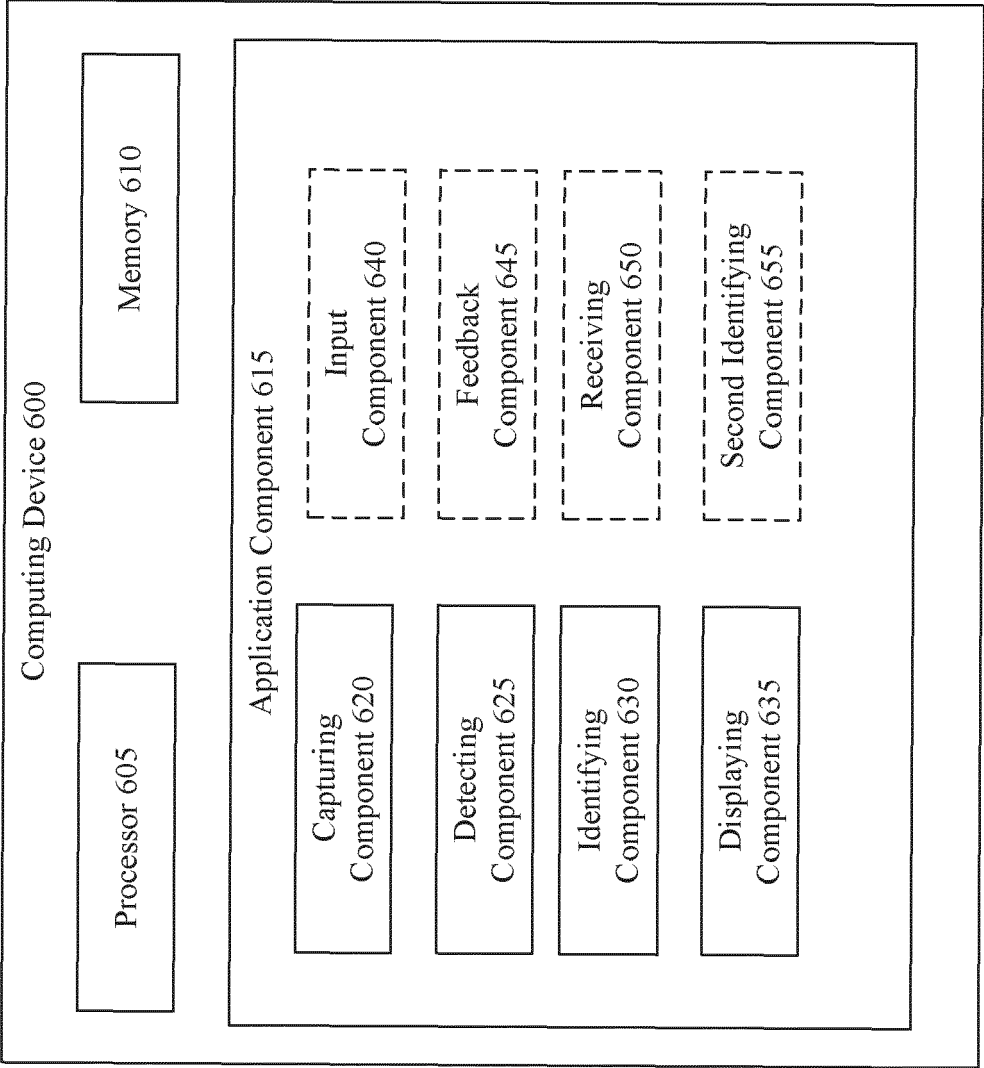 Computing Device 600
Processor 605
Memory 610
Application Component 615
Capturing
Component 620
Input
Component 640
Detecting
Component 625
Feedback
Component 645
Identifying
Component 630
Receiving
Component 650
Displaying
Component 635
Second Identifying
Component 655